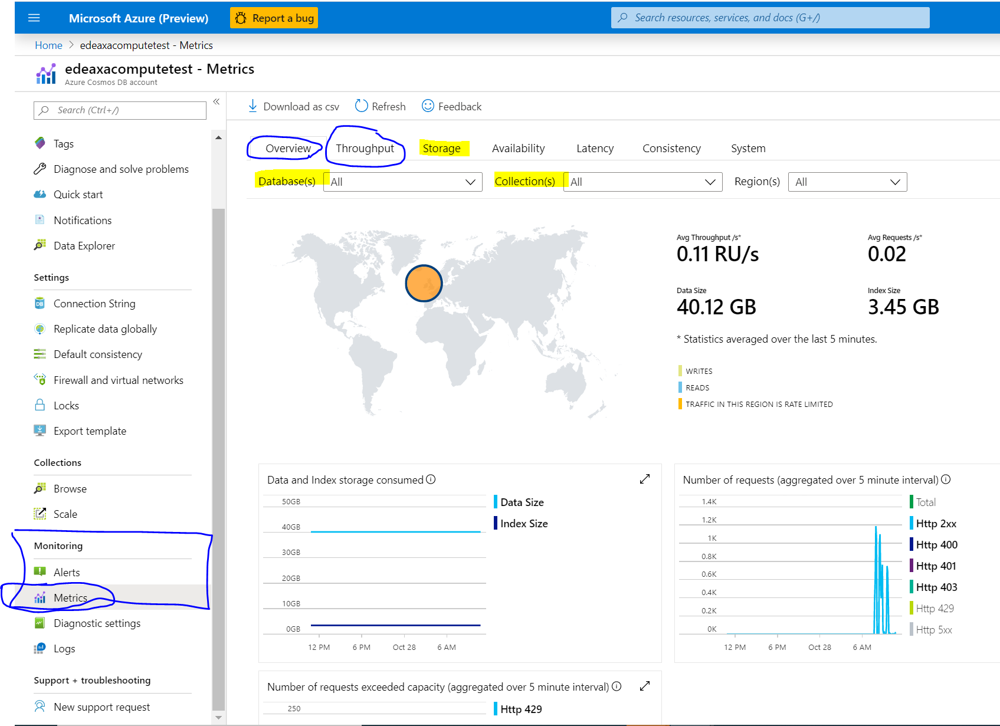 Microsoft Azure (Preview)
Report a bug
Search resources, services, and docs (G+/)
Home > edeaxacomputetest - Metrics
edeaxacomputetest - Metrics
Azure Cosmos DB account
Search (Ctrl+/)
«
Tags
Diagnose and solve problems
Quick start
Notifications
Data Explorer
Settings
Connection String
Replicate data globally
Default consistency
Firewall and virtual networks
Locks
Export template
Collections
Browse
Scale
Monitoring
Alerts
Metrics
Diagnostic settings
Logs
Support + troubleshooting
New support request
Download as csv
Refresh
Feedback
Overview
Throughput
Storage
Availability
Latency
Consistency
System
Database(s) All
Collection(s) All
Region(s) All
Avg Throughput /s*
0.11 RU/s
Avg Requests /s*
0.02
Data Size
40.12 GB
Index Size
3.45 GB
* Statistics averaged over the last 5 minutes.
WRITES
READS
TRAFFIC IN THIS REGION IS RATE LIMITED
Data and Index storage consumed
50GB
40GB
30GB
20GB
10GB
0GB
12 PM
6 PM
Oct 28
6 AM
Data Size
Index Size
Number of requests (aggregated over 5 minute interval)
1.4K
1.2K
1K
0.8K
0.6K
0.4K
0.2K
0K
12 PM
6 PM
Oct 28
6 AM
Total
Http 2xx
Http 400
Http 401
Http 403
Http 429
Http 5xx
Number of requests exceeded capacity (aggregated over 5 minute interval)
250
Http 429